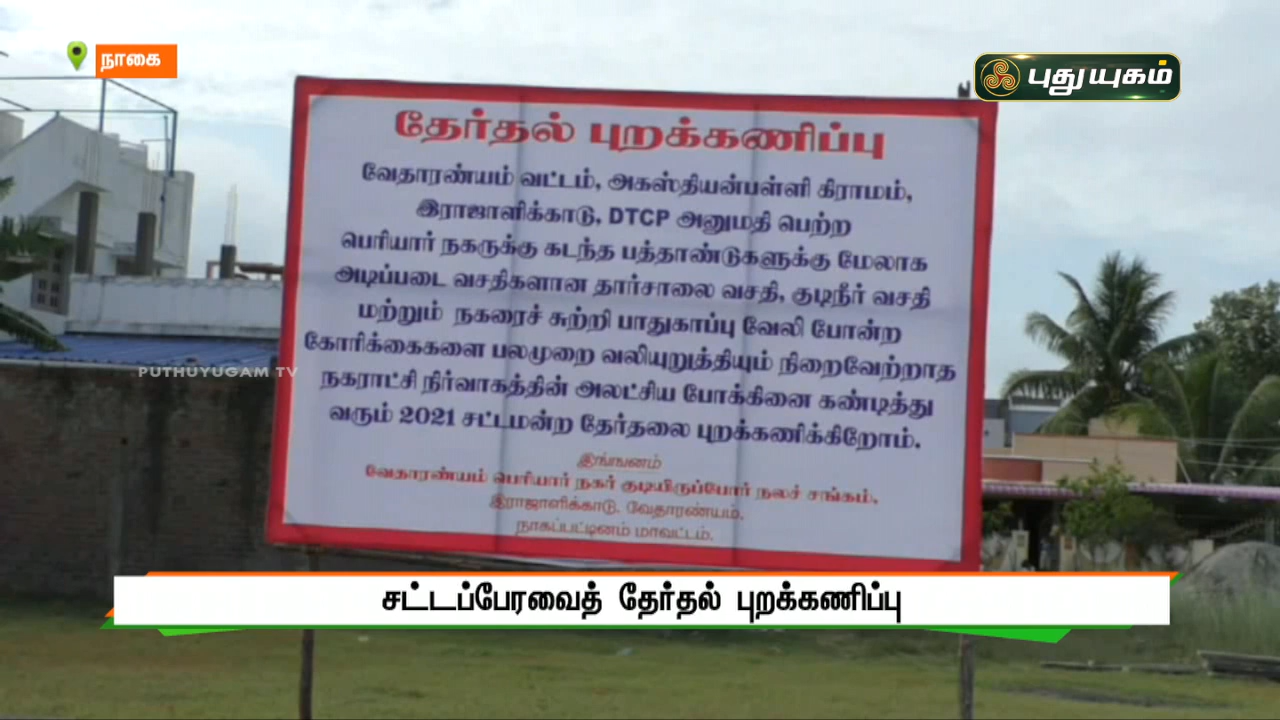 நாகை
புதுயுகம்
தேர்தல் புறக்கணிப்பு
வேதாரண்யம் வட்டம், அகஸ்தியன்பள்ளி கிராமம்,
இராஜாளிக்காடு, DTCP அனுமதி பெற்ற
பெரியார் நகருக்கு கடந்த பத்தாண்டுகளுக்கு மேலாக
அடிப்படை வசதிகளான தார்சாலை வசதி, குடிநீர் வசதி
மற்றும் நகரைச் சுற்றி பாதுகாப்பு வேலி போன்ற
கோரிக்கைகளை பலமுறை வலியுறுத்தியும் நிறைவேற்றாத
நகராட்சி நிர்வாகத்தின் அலட்சிய போக்கினை கண்டித்து
வரும் 2021 சட்டமன்ற தேர்தலை புறக்கணிக்கிறோம்.
இங்ஙனம்
வேதாரண்யம் பெரியார் நகர் குடியிருப்போர் நலச் சங்கம்,
இராஜாளிக்காடு, வேதாரண்யம்.
நாகப்பட்டினம் மாவட்டம்.
PUTHUYUGAM TV
சட்டப்பேரவைத் தேர்தல் புறக்கணிப்பு